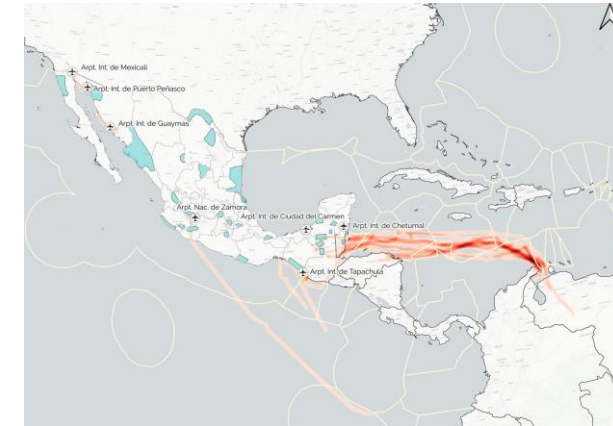 Arpt. Int. de Mexicali
Arpt. Int. de Puerto Peñasco
Arpt. Int. de Guaymas
Arpt. Nac. de Zamora
Arpt. Int. de Ciudad del Carmen
Arpt. Int. de Chetumal
Arpt. Int. de Tapachula